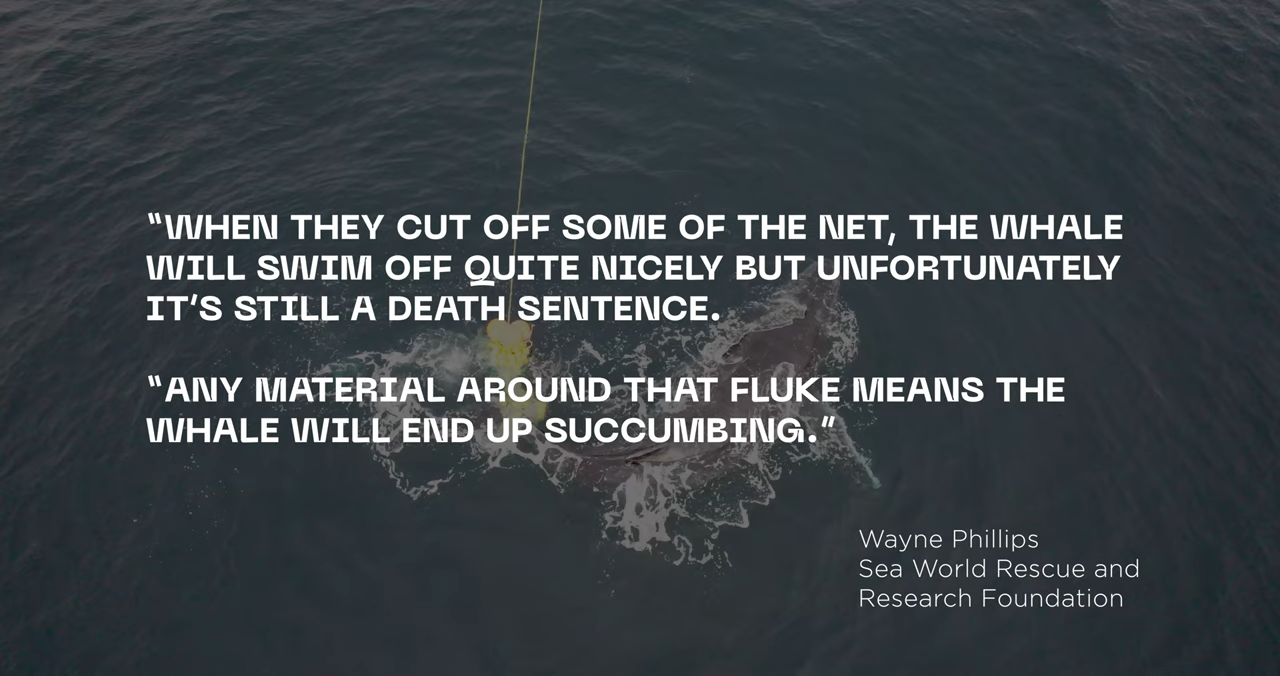 “WHEN THEY CUT OFF SOME OF THE NET, THE WHALE
WILL SWIM OFF QUITE NICELY BUT UNFORTUNATELY
IT’S STILL A DEATH SENTENCE.
“ANY MATERIAL AROUND THAT FLUKE MEANS THE
WHALE WILL END UP SUCCUMBING.”
Wayne Phillips
Sea World Rescue and
Research Foundation